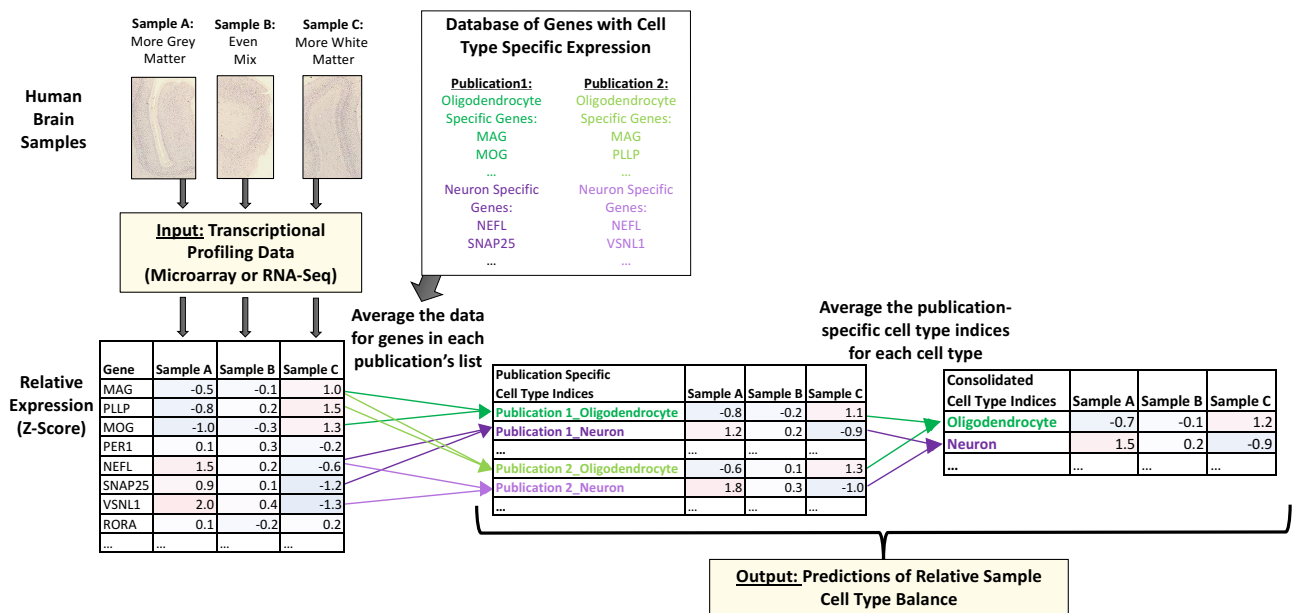 Sample A:
More Grey
Matter
Sample B:
Even
Mix
Sample C:
More White
Matter
Human
Brain
Samples
Database of Genes with Cell
Type Specific Expression
Publication1:
Oligodendrocyte
Specific Genes:
MAG
MOG
...
Neuron Specific
Genes:
NEFL
SNAP25
...
Publication 2:
Oligodendrocyte
Specific Genes:
MAG
PLLP
...
Neuron Specific
Genes:
NEFL
VSNL1
...
Input: Transcriptional
Profiling Data
(Microarray or RNA-Seq)
Average the data
for genes in each
publication's list
Average the publication-
specific cell type indices
for each cell type
Relative
Expression
(Z-Score)
Gene Sample A Sample B Sample C
MAG -0.5 -0.1 1.0
PLLP -0.8 0.2 1.5
MOG -1.0 -0.3 1.3
PER1 0.1 0.3 -0.2
NEFL 1.5 0.2 -0.6
SNAP25 0.9 0.1 -1.2
VSNL1 2.0 0.4 -1.3
RORA 0.1 -0.2 0.2
... ... ... ...
Publication Specific
Cell Type Indices Sample A Sample B Sample C
Publication 1_Oligodendrocyte -0.8 -0.2 1.1
Publication 1_Neuron 1.2 0.2 -0.9
... ... ... ...
Publication 2_Oligodendrocyte -0.6 0.1 1.3
Publication 2_Neuron 1.8 0.3 -1.0
... ... ... ...
Consolidated
Cell Type Indices Sample A Sample B Sample C
Oligodendrocyte -0.7 -0.1 1.2
Neuron 1.5 0.2 -0.9
... ... ... ...
Output: Predictions of Relative Sample
Cell Type Balance